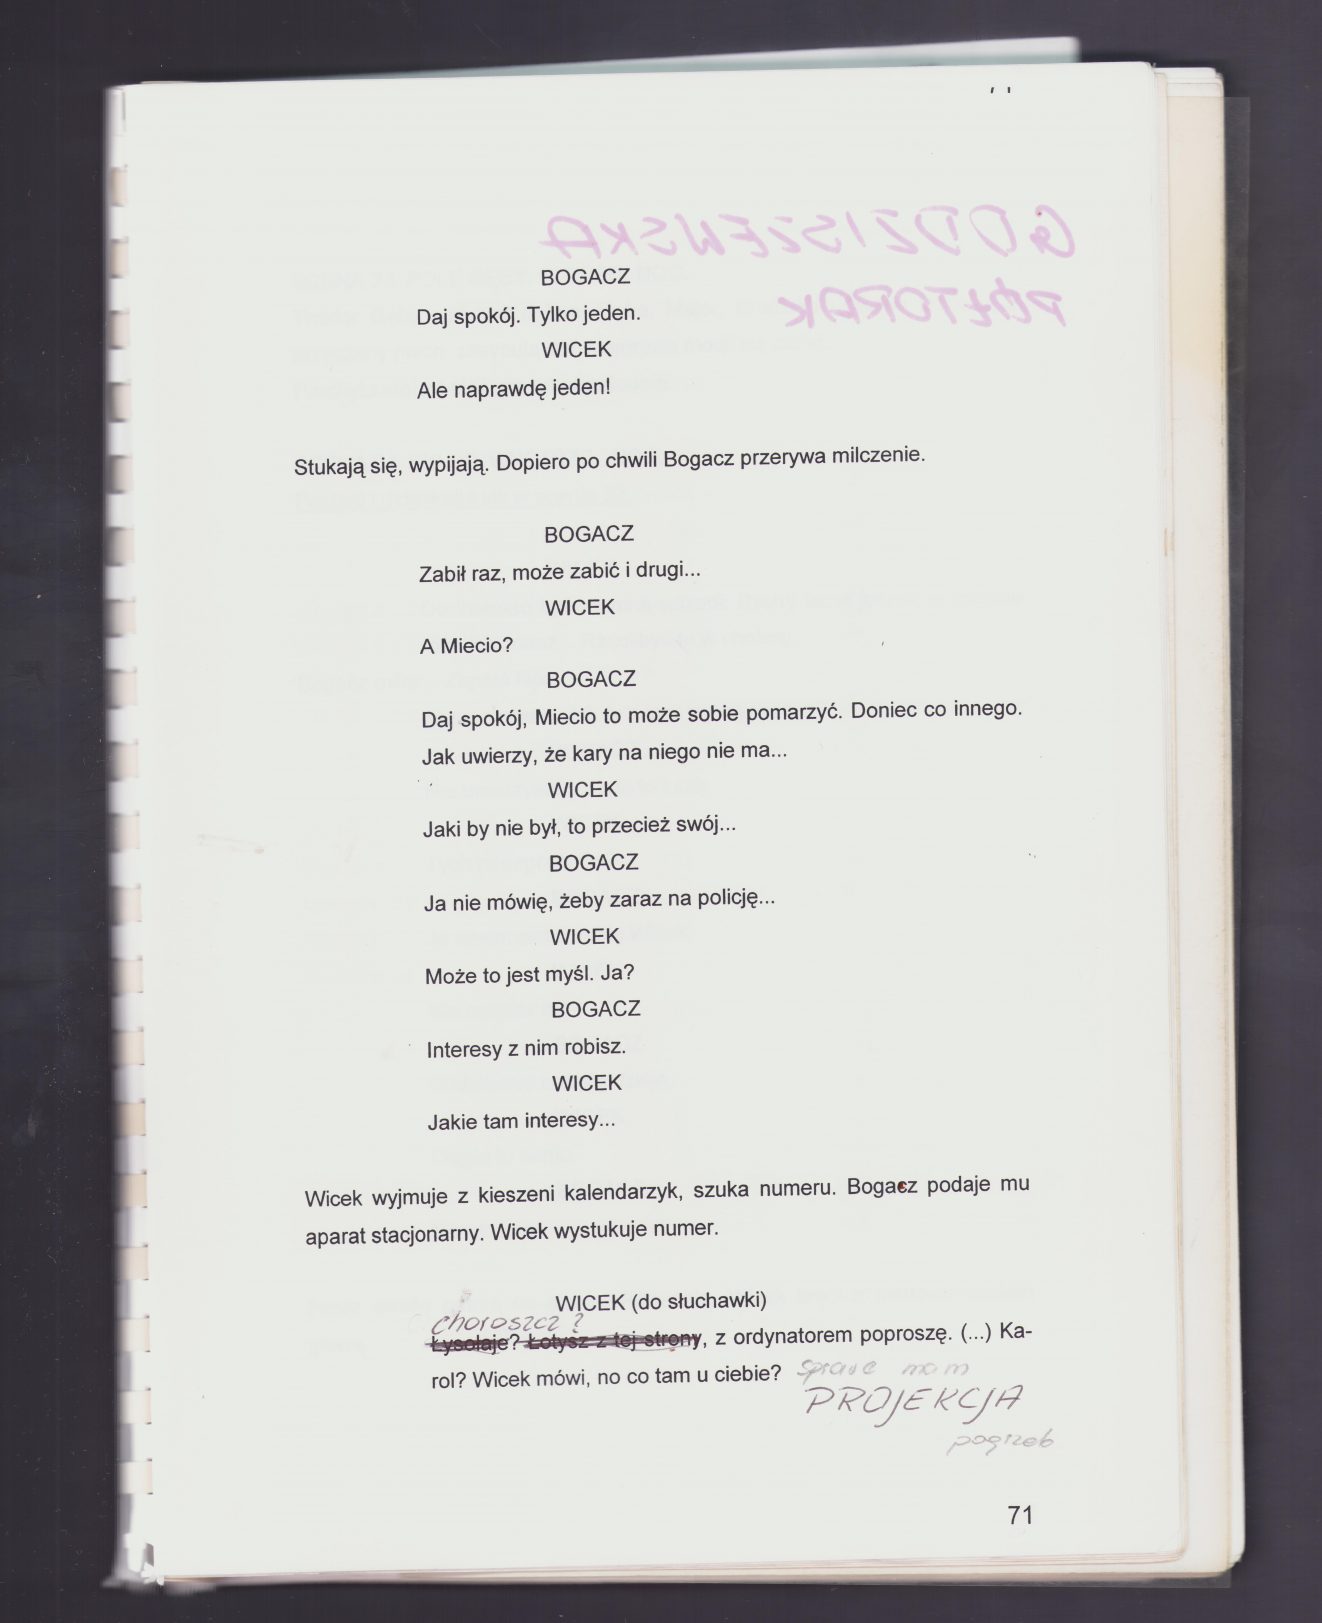 GODZISZEWSKA
PÓŁTORAK
BOGACZ
Daj spokój. Tylko jeden.
WICEK
Ale naprawdę jeden!
Stukają się, wypijają. Dopiero po chwili Bogacz przerywa milczenie.
BOGACZ
Zabił raz, może zabić i drugi...
WICEK
A Miecio?
BOGACZ
Daj spokój, Miecio to może sobie pomarzyć. Doniec co innego.
Jak uwierzy, że kary na niego nie ma...
WICEK
Jaki by nie był, to przecież swój...
BOGACZ
Ja nie mówię, żeby zaraz na policję...
WICEK
Może to jest myśl. Ja?
BOGACZ
Interesy z nim robisz.
WICEK
Jakie tam interesy...
Wicek wyjmuje z kieszeni kalendarzyk, szuka numeru. Bogacz podaje mu
aparat stacjonarny. Wicek wystukuje numer.
WICEK (do słuchawki)
choroszcz?
Łysołaje? Łotysz z tej strony, z ordynatorem poproszę. (...) Ka-
rol? Wicek mówi, no co tam u ciebie? sprawę mam
PROJEKCJA
pogrzeb
71